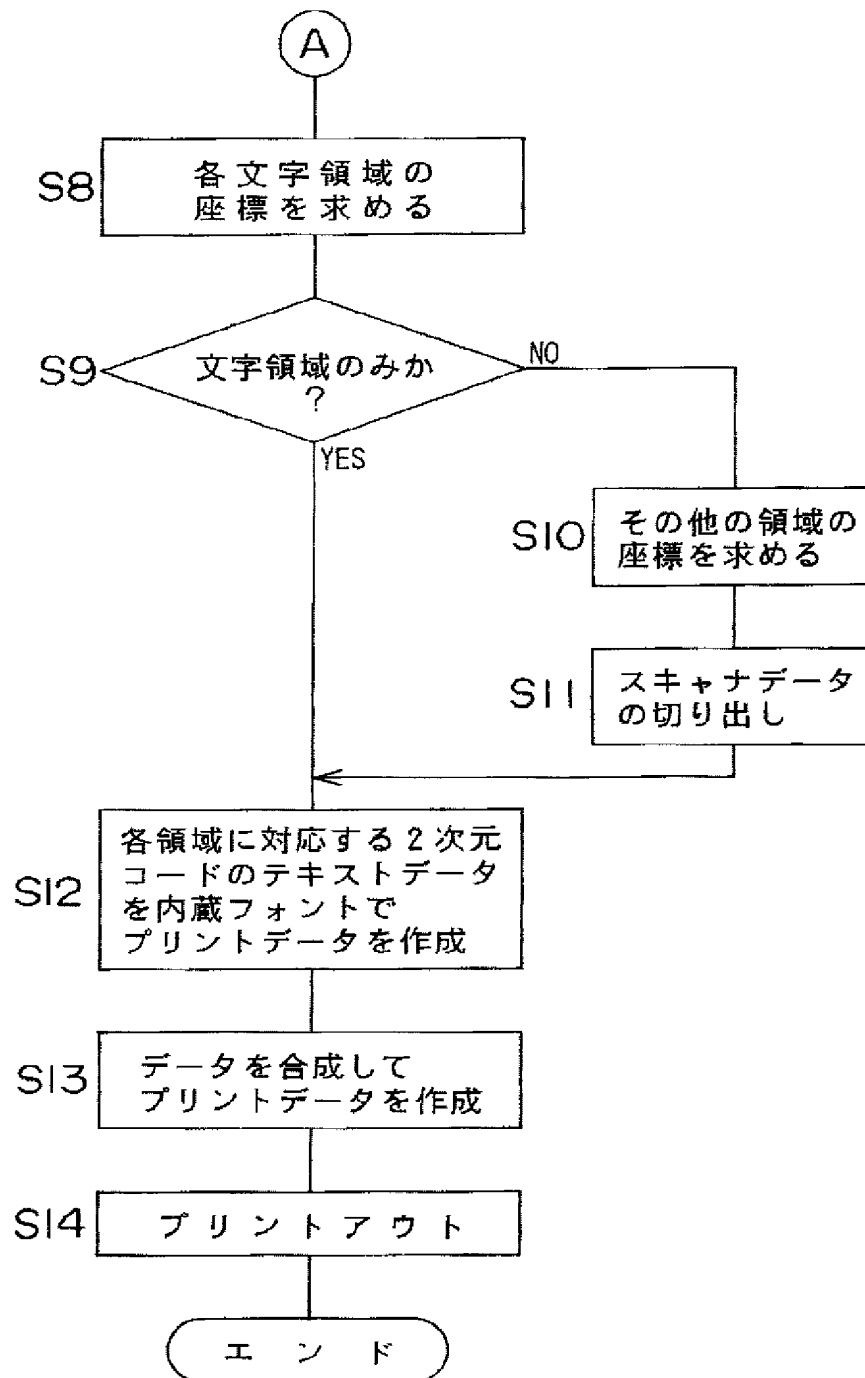 A
S8
各文字領域の
座標を求める
S9
文字領域のみか
?
NO
YES
S10
その他の領域の
座標を求める
S11
スキャナデータ
の切り出し
S12
各領域に対応する2次元
コードのテキストデータ
を内蔵フォントで
プリントデータを作成
S13
データを合成して
プリントデータを作成
S14
プリントアウト
エンド